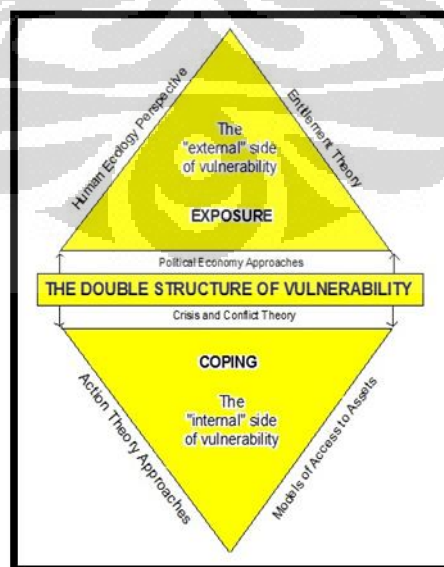 Human Ecology Perspective
Entitlement Theory
The
"external" side
of vulnerability
EXPOSURE
Political Economy Approaches
THE DOUBLE STRUCTURE OF VULNERABILITY
Crisis and Conflict Theory
COPING
The
"internal" side
of vulnerability
Action Theory Approaches
Models of Access to Assets